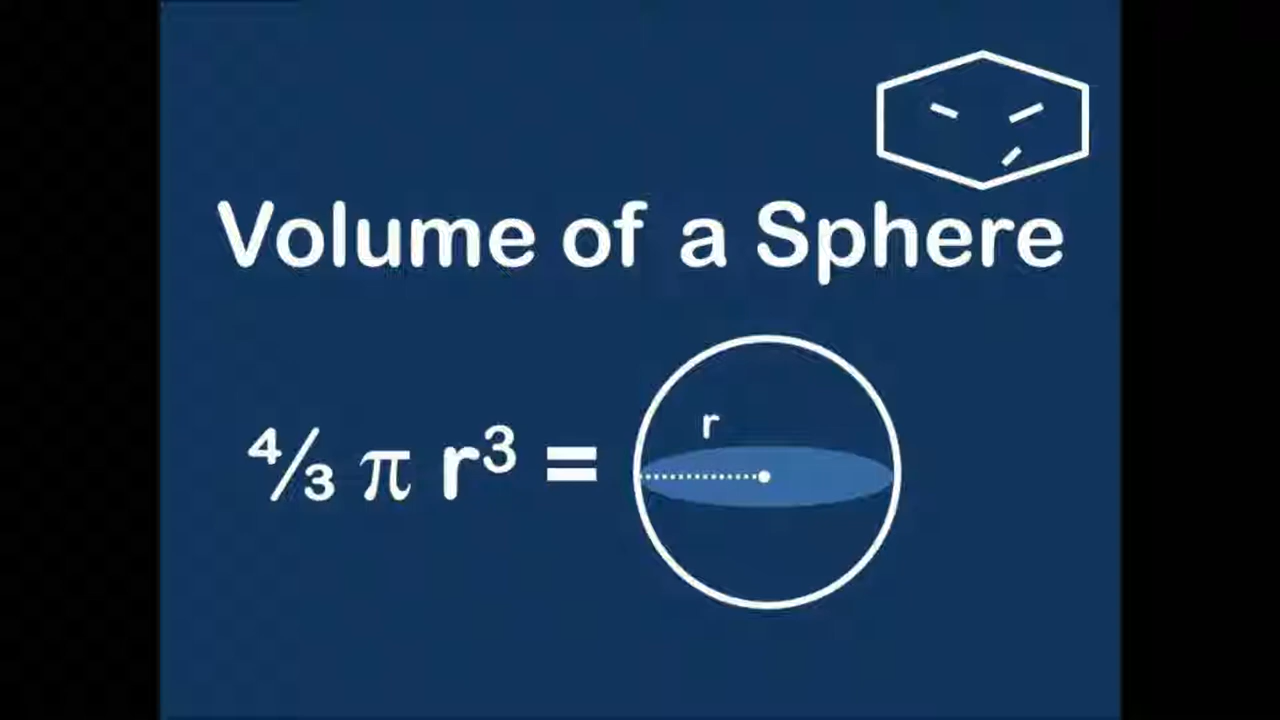 Volume of a Sphere
r
⁴⁄₃ π r³ =